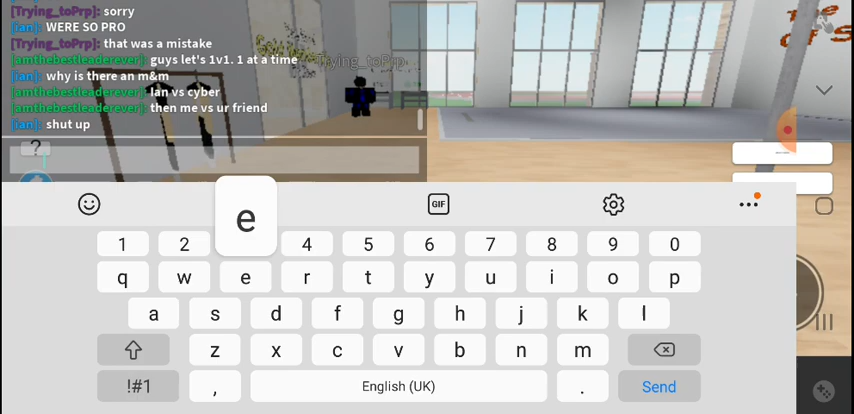 [Trying_toPrp]: sorry
[ian]: WERE SO PRO
[Trying_toPrp]: that was a mistake
[iamthebestleaderever]: guys let's 1v1. 1 at a time
Trying_toPrp
[ian]: why is there an m&m
[iamthebestleaderever]: Ian vs cyber
[iamthebestleaderever]: then me vs ur friend
[ian]: shut up
?
GIF
e
1 2 4 5 6 7 8 9 0
q w e r t y u i o p
a s d f g h j k l
z x c v b n m
!#1 , English (UK) . Send